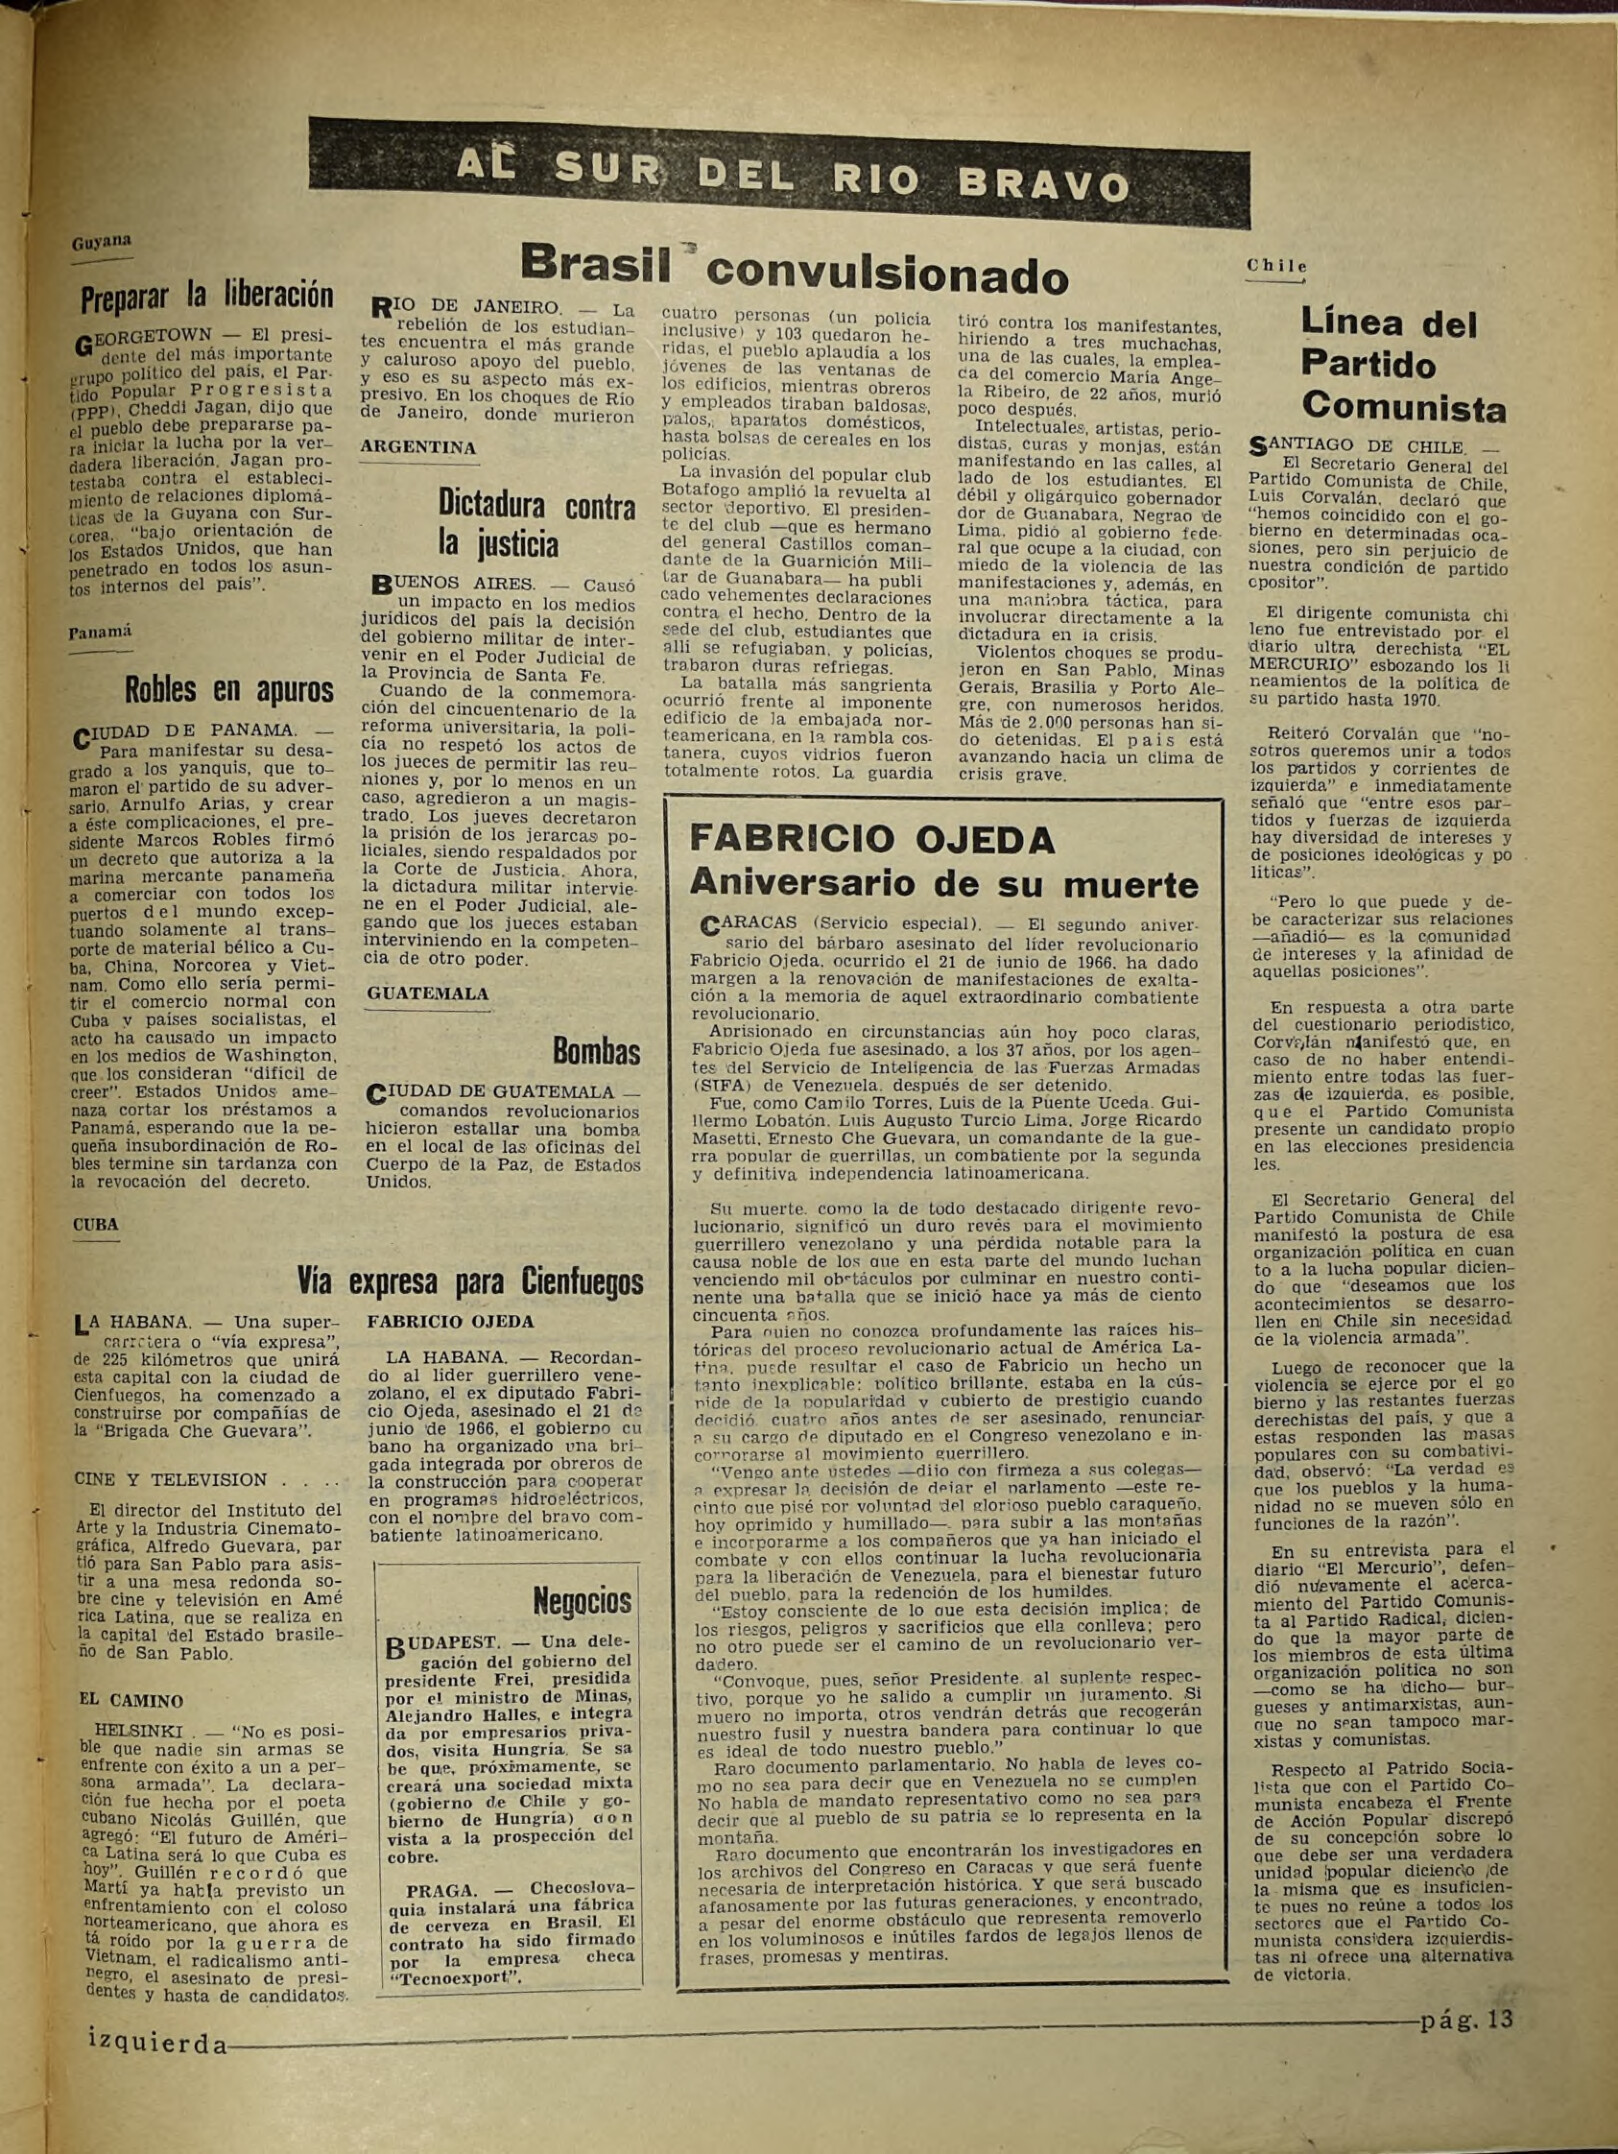 AL SUR DEL RIO BRAVO
Guyana
Preparar la liberación
GEORGETOWN — El presi-
dente del más importante
grupo político del país, el Par-
tido Popular Progresista
(PPP), Cheddi Jagan, dijo que
el pueblo debe prepararse pa-
ra iniciar la lucha por la ver-
dadera liberación. Jagan pro-
testaba contra el estableci-
miento de relaciones diplomá-
ticas de la Guyana con Sur-
corea, "bajo orientación de
los Estados Unidos, que han
penetrado en todos los asun-
tos internos del país".
Panamá
Robles en apuros
CIUDAD DE PANAMA. —
Para manifestar su desa-
grado a los yanquis, que to-
maron el partido de su adver-
sario, Arnulfo Arias, y crear
a éste complicaciones, el pre-
sidente Marcos Robles firmó
un decreto que autoriza a la
marina mercante panameña
a comerciar con todos los
puertos del mundo excep-
tuando solamente al trans-
porte de material bélico a Cu-
ba, China, Norcorea y Viet-
nam. Como ello sería permi-
tir el comercio normal con
Cuba y países socialistas, el
acto ha causado un impacto
en los medios de Washington,
que los consideran "difícil de
creer". Estados Unidos ame-
naza cortar los préstamos a
Panamá, esperando que la pe-
queña insubordinación de Ro-
bles termine sin tardanza con
la revocación del decreto.
Brasil convulsionado
RIO DE JANEIRO. — La
rebelión de los estudian-
tes encuentra el más grande
y caluroso apoyo del pueblo,
y eso es su aspecto más ex-
presivo. En los choques de Río
de Janeiro, donde murieron
cuatro personas (un policía
inclusive) y 103 quedaron he-
ridas, el pueblo aplaudía a los
jóvenes de las ventanas de
los edificios, mientras obreros
y empleados tiraban baldosas,
palos, aparatos domésticos,
hasta bolsas de cereales en los
policías.
La invasión del popular club
Botafogo amplió la revuelta al
sector deportivo. El presiden-
te del club —que es hermano
del general Castillos coman-
dante de la Guarnición Mili-
tar de Guanabara— ha publi
cado vehementes declaraciones
contra el hecho. Dentro de la
sede del club, estudiantes que
allí se refugiaban, y policías,
trabaron duras refriegas.
La batalla más sangrienta
ocurrió frente al imponente
edificio de la embajada nor-
teamericana, en la rambla cos-
tanera, cuyos vidrios fueron
totalmente rotos. La guardia
tiró contra los manifestantes,
hiriendo a tres muchachas,
una de las cuales, la emplea-
da del comercio María Ange-
la Ribeiro, de 22 años, murió
poco después.
Intelectuales, artistas, perio-
distas, curas y monjas, están
manifestando en las calles, al
lado de los estudiantes. El
débil y oligárquico gobernador
dor de Guanabara, Negrao de
Lima, pidió al gobierno fede-
ral que ocupe a la ciudad, con
miedo de la violencia de las
manifestaciones y, además, en
una maniobra táctica, para
involucrar directamente a la
dictadura en la crisis.
Violentos choques se produ-
jeron en San Pablo, Minas
Gerais, Brasilia y Porto Ale-
gre, con numerosos heridos.
Más de 2.000 personas han si-
do detenidas. El país está
avanzando hacia un clima de
crisis grave.
ARGENTINA
Dictadura contra
la justicia
BUENOS AIRES. — Causó
un impacto en los medios
jurídicos del país la decisión
del gobierno militar de inter-
venir en el Poder Judicial de
la Provincia de Santa Fe.
Cuando de la conmemora-
ción del cincuentenario de la
reforma universitaria, la poli-
cía no respetó los actos de
los jueces de permitir las reu-
niones y, por lo menos en un
caso, agredieron a un magis-
trado. Los jueves decretaron
la prisión de los jerarcas po-
liciales, siendo respaldados por
la Corte de Justicia. Ahora,
la dictadura militar intervie-
ne en el Poder Judicial, ale-
gando que los jueces estaban
interviniendo en la competen-
cia de otro poder.
GUATEMALA
Bombas
CIUDAD DE GUATEMALA —
comandos revolucionarios
hicieron estallar una bomba
en el local de las oficinas del
Cuerpo de la Paz, de Estados
Unidos.
CUBA
Vía expresa para Cienfuegos
LA HABANA. — Una super-
carretera o "vía expresa",
de 225 kilómetros que unirá
esta capital con la ciudad de
Cienfuegos, ha comenzado a
construirse por compañías de
la "Brigada Che Guevara".
CINE Y TELEVISION . . . .
El director del Instituto del
Arte y la Industria Cinemato-
gráfica, Alfredo Guevara, par
tió para San Pablo para asis-
tir a una mesa redonda so-
bre cine y televisión en Amé
rica Latina, que se realiza en
la capital del Estado brasile-
ño de San Pablo.
EL CAMINO
HELSINKI . — "No es posi-
ble que nadie sin armas se
enfrente con éxito a un a per-
sona armada". La declara-
ción fue hecha por el poeta
cubano Nicolás Guillén, que
agregó: "El futuro de Améri-
ca Latina será lo que Cuba es
hoy". Guillén recordó que
Martí ya había previsto un
enfrentamiento con el coloso
norteamericano, que ahora es
tá roído por la guerra de
Vietnam, el radicalismo anti-
negro, el asesinato de presi-
dentes y hasta de candidatos.
FABRICIO OJEDA
LA HABANA. — Recordan-
do al líder guerrillero vene-
zolano, el ex diputado Fabri-
cio Ojeda, asesinado el 21 de
junio de 1966, el gobierno cu
bano ha organizado una bri-
gada integrada por obreros de
la construcción para cooperar
en programas hidroeléctricos,
con el nombre del bravo com-
batiente latinoamericano.
Negocios
BUDAPEST. — Una dele-
gación del gobierno del
presidente Frei, presidida
por el ministro de Minas,
Alejandro Halles, e integra
da por empresarios priva-
dos, visita Hungría. Se sa
be que, próximamente, se
creará una sociedad mixta
(gobierno de Chile y go-
bierno de Hungría) con
vista a la prospección del
cobre.
PRAGA. — Checoslova-
quia instalará una fábrica
de cerveza en Brasil. El
contrato ha sido firmado
por la empresa checa
"Tecnoexport".
FABRICIO OJEDA
Aniversario de su muerte
CARACAS (Servicio especial). — El segundo aniver-
sario del bárbaro asesinato del líder revolucionario
Fabricio Ojeda, ocurrido el 21 de junio de 1966, ha dado
margen a la renovación de manifestaciones de exalta-
ción a la memoria de aquel extraordinario combatiente
revolucionario.
Aprisionado en circunstancias aún hoy poco claras,
Fabricio Ojeda fue asesinado, a los 37 años, por los agen-
tes del Servicio de Inteligencia de las Fuerzas Armadas
(SIFA) de Venezuela, después de ser detenido.
Fue, como Camilo Torres, Luis de la Puente Uceda, Gui-
llermo Lobatón, Luis Augusto Turcio Lima, Jorge Ricardo
Masetti, Ernesto Che Guevara, un comandante de la gue-
rra popular de guerrillas, un combatiente por la segunda
y definitiva independencia latinoamericana.
Su muerte, como la de todo destacado dirigente revo-
lucionario, significó un duro revés para el movimiento
guerrillero venezolano y una pérdida notable para la
causa noble de los que en esta parte del mundo luchan
venciendo mil obstáculos por culminar en nuestro conti-
nente una batalla que se inició hace ya más de ciento
cincuenta años.
Para quien no conozca profundamente las raíces his-
tóricas del proceso revolucionario actual de América La-
tina, puede resultar el caso de Fabricio un hecho un
tanto inexplicable: político brillante, estaba en la cús-
pide de la popularidad y cubierto de prestigio cuando
decidió, cuatro años antes de ser asesinado, renunciar
a su cargo de diputado en el Congreso venezolano e in-
corporarse al movimiento guerrillero.
"Vengo ante ustedes —dijo con firmeza a sus colegas—
a expresar la decisión de dejar el parlamento —este re-
cinto que pisé por voluntad del glorioso pueblo caraqueño,
hoy oprimido y humillado—, para subir a las montañas
e incorporarme a los compañeros que ya han iniciado el
combate y con ellos continuar la lucha revolucionaria
para la liberación de Venezuela, para el bienestar futuro
del pueblo, para la redención de los humildes.
"Estoy consciente de lo que esta decisión implica; de
los riesgos, peligros y sacrificios que ella conlleva; pero
no otro puede ser el camino de un revolucionario ver-
dadero.
"Convoque, pues, señor Presidente, al suplente respec-
tivo, porque yo he salido a cumplir un juramento. Si
muero no importa, otros vendrán detrás que recogerán
nuestro fusil y nuestra bandera para continuar lo que
es ideal de todo nuestro pueblo."
Raro documento parlamentario. No habla de leyes co-
mo no sea para decir que en Venezuela no se cumplen
No habla de mandato representativo como no sea para
decir que al pueblo de su patria se lo representa en la
montaña.
Raro documento que encontrarán los investigadores en
los archivos del Congreso en Caracas y que será fuente
necesaria de interpretación histórica. Y que será buscado
afanosamente por las futuras generaciones, y encontrado,
a pesar del enorme obstáculo que representa removerlo
en los voluminosos e inútiles fardos de legajos llenos de
frases, promesas y mentiras.
Chile
Línea del
Partido
Comunista
SANTIAGO DE CHILE. —
El Secretario General del
Partido Comunista de Chile,
Luis Corvalán, declaró que
"hemos coincidido con el go-
bierno en determinadas oca-
siones, pero sin perjuicio de
nuestra condición de partido
opositor".
El dirigente comunista chi
leno fue entrevistado por el
diario ultra derechista "EL
MERCURIO" esbozando los li
neamientos de la política de
su partido hasta 1970.
Reiteró Corvalán que "no-
sotros queremos unir a todos
los partidos y corrientes de
izquierda" e inmediatamente
señaló que "entre esos par-
tidos y fuerzas de izquierda
hay diversidad de intereses y
de posiciones ideológicas y po
líticas".
"Pero lo que puede y de-
be caracterizar sus relaciones
—añadió— es la comunidad
de intereses y la afinidad de
aquellas posiciones".
En respuesta a otra parte
del cuestionario periodístico,
Corvalán manifestó que, en
caso de no haber entendi-
miento entre todas las fuer-
zas de izquierda, es posible,
que el Partido Comunista
presente un candidato propio
en las elecciones presidencia
les.
El Secretario General del
Partido Comunista de Chile
manifestó la postura de esa
organización política en cuan
to a la lucha popular dicien-
do que "deseamos que los
acontecimientos se desarro-
llen en Chile sin necesidad
de la violencia armada".
Luego de reconocer que la
violencia se ejerce por el go
bierno y las restantes fuerzas
derechistas del país, y que a
estas responden las masas
populares con su combativi-
dad, observó: "La verdad es
que los pueblos y la huma-
nidad no se mueven sólo en
funciones de la razón".
En su entrevista para el
diario "El Mercurio", defen-
dió nuevamente el acerca-
miento del Partido Comunis-
ta al Partido Radical, dicien-
do que la mayor parte de
los miembros de esta última
organización política no son
—como se ha dicho— bur-
gueses y antimarxistas, aun-
que no sean tampoco mar-
xistas y comunistas.
Respecto al Patrido Socia-
lista que con el Partido Co-
munista encabeza el Frente
de Acción Popular discrepó
de su concepción sobre lo
que debe ser una verdadera
unidad popular diciendo de
la misma que es insuficien-
te pues no reúne a todos los
sectores que el Partido Co-
munista considera izquierdis-
tas ni ofrece una alternativa
de victoria.
izquierda
pág. 13